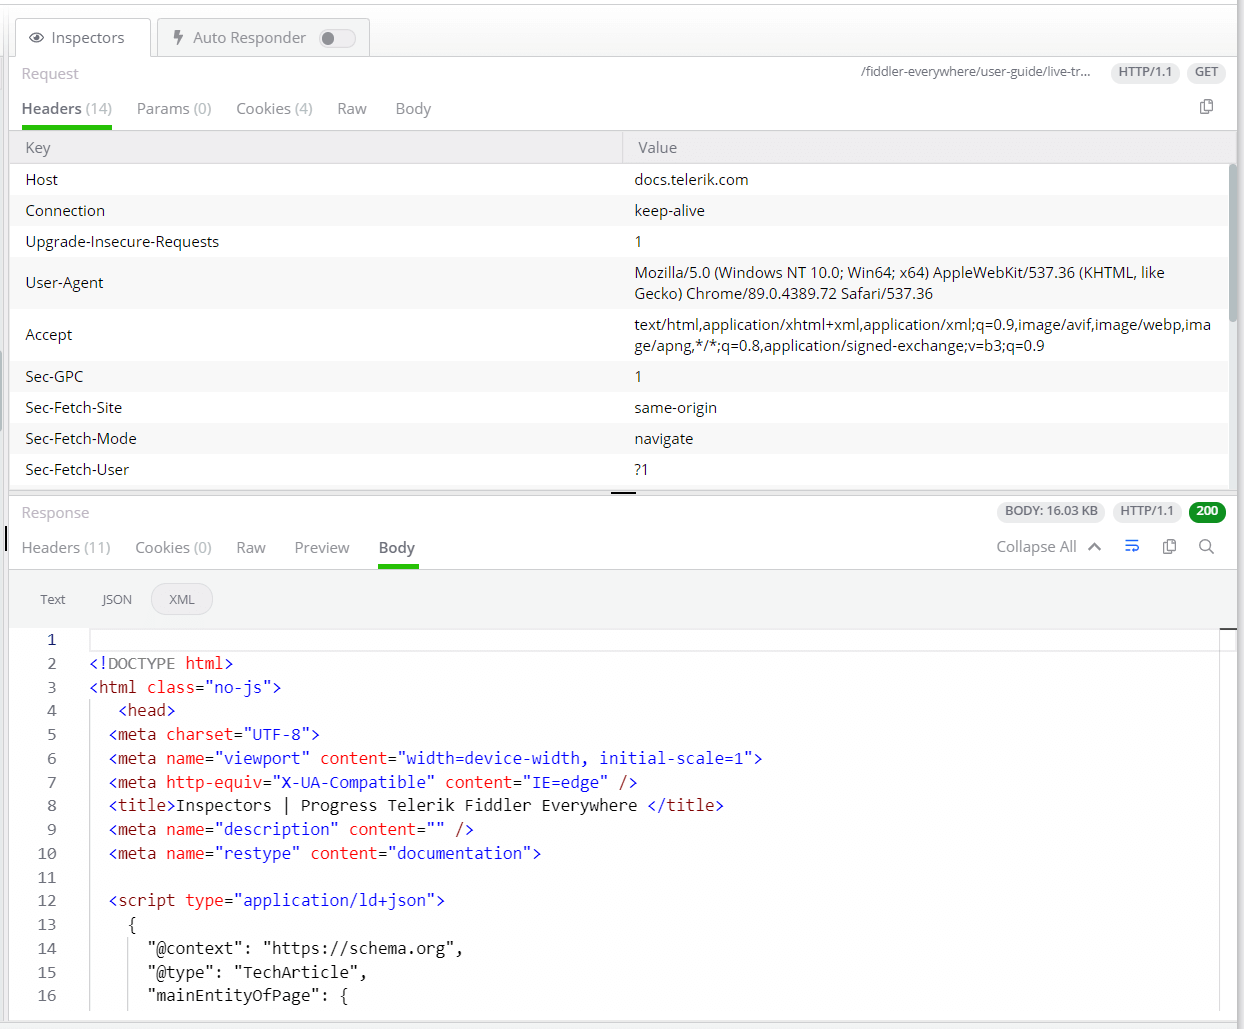 Inspectors
Auto Responder
Request
/fiddler-everywhere/user-guide/live-tr...
HTTP/1.1
GET
Headers (14)
Params (0)
Cookies (4)
Raw
Body
Key
Value
Host
docs.telerik.com
Connection
keep-alive
Upgrade-Insecure-Requests
1
User-Agent
Mozilla/5.0 (Windows NT 10.0; Win64; x64) AppleWebKit/537.36 (KHTML, like
Gecko) Chrome/89.0.4389.72 Safari/537.36
Accept
text/html,application/xhtml+xml,application/xml;q=0.9,image/avif,image/webp,ima
ge/apng,*/*;q=0.8,application/signed-exchange;v=b3;q=0.9
Sec-GPC
1
Sec-Fetch-Site
same-origin
Sec-Fetch-Mode
navigate
Sec-Fetch-User
?1
Response
BODY: 16.03 KB
HTTP/1.1
200
Headers (11)
Cookies (0)
Raw
Preview
Body
Collapse All
Text
JSON
XML
1
2 <!DOCTYPE html>
3 <html class="no-js">
4 <head>
5 <meta charset="UTF-8">
6 <meta name="viewport" content="width=device-width, initial-scale=1">
7 <meta http-equiv="X-UA-Compatible" content="IE=edge" />
8 <title>Inspectors | Progress Telerik Fiddler Everywhere </title>
9 <meta name="description" content="" />
10 <meta name="restype" content="documentation">
11
12 <script type="application/ld+json">
13 {
14 "@context": "https://schema.org",
15 "@type": "TechArticle",
16 "mainEntityOfPage": {